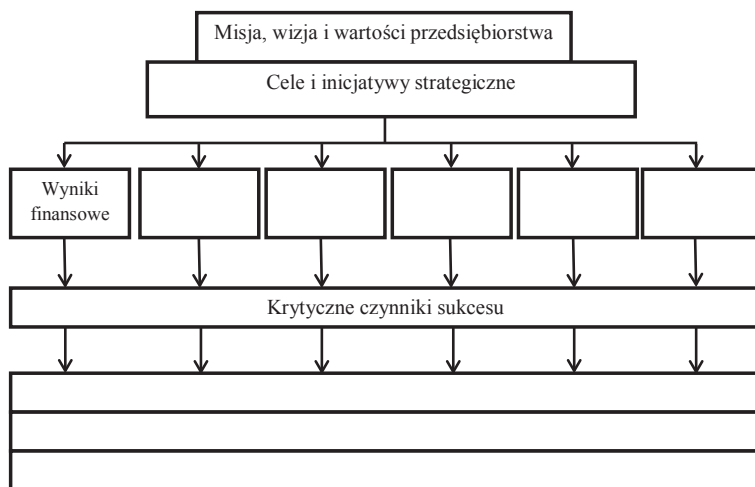 Misja, wizja i wartości przedsiębiorstwa
Cele i inicjatywy strategiczne
Wyniki
finansowe
Krytyczne czynniki sukcesu